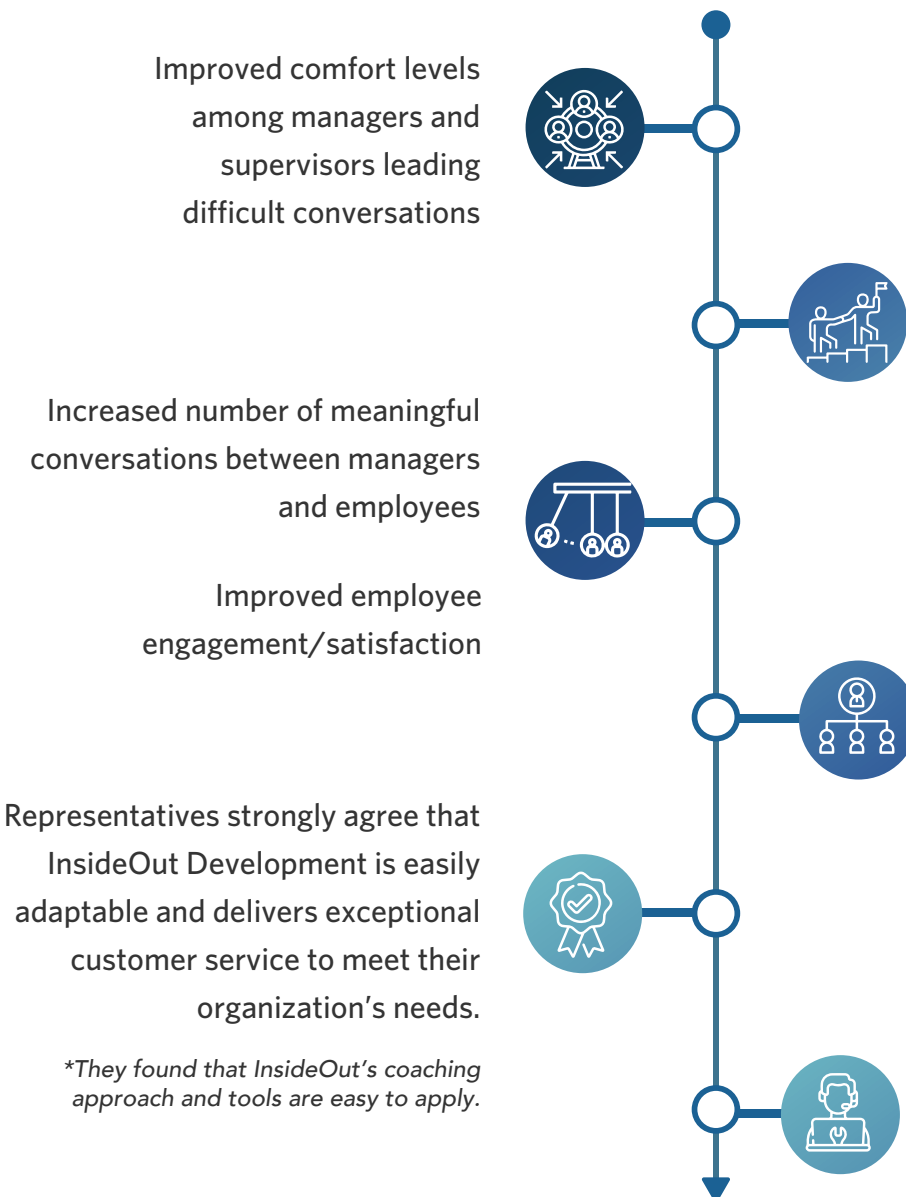 Improved comfort levels
among managers and
supervisors leading
difficult conversations
Increased number of meaningful
conversations between managers
and employees
Improved employee
engagement/satisfaction
Representatives strongly agree that
InsideOut Development is easily
adaptable and delivers exceptional
customer service to meet their
organization’s needs.
*They found that InsideOut’s coaching
approach and tools are easy to apply.